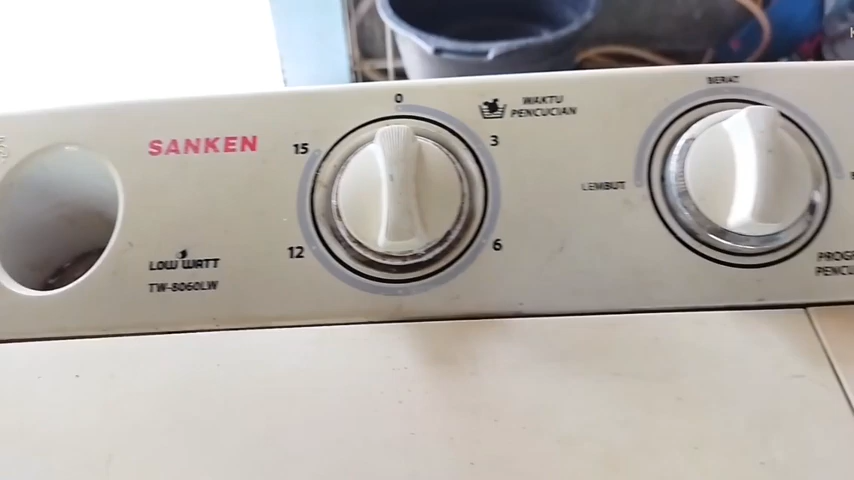 SANKEN
LOW WATT
TW-8060LW
0
3
6
12
15
WAKTU
PENCUCIAN
BERAT
LEMBUT